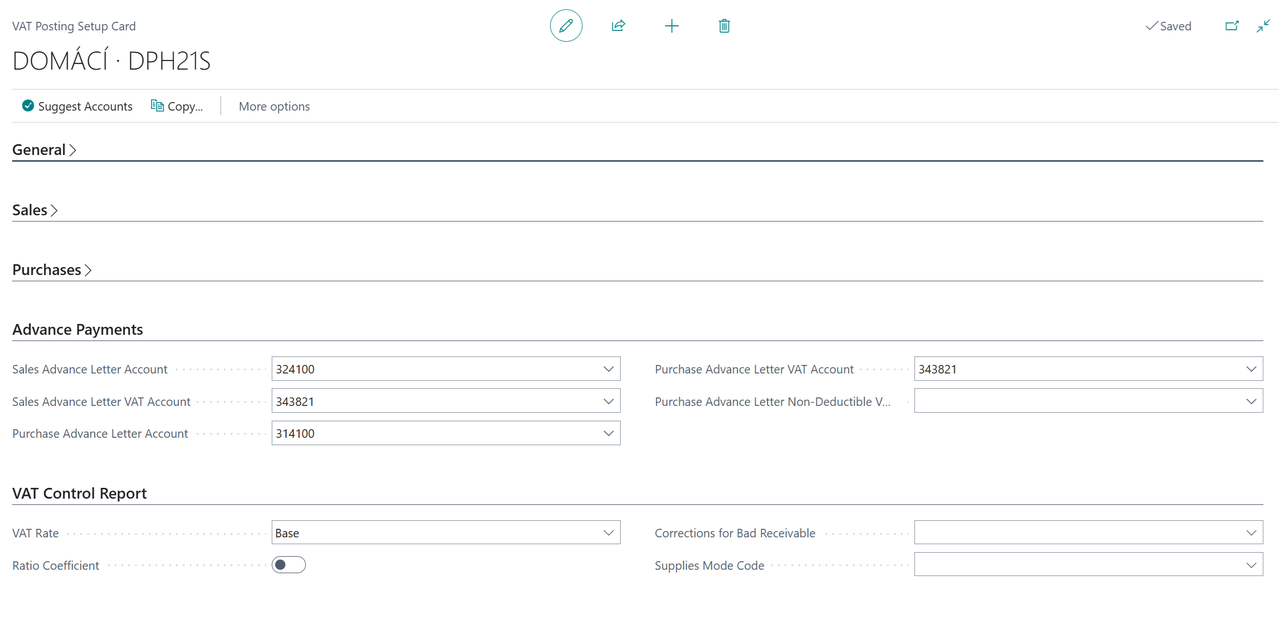 VAT Posting Setup Card
Saved
DOMÁCÍ · DPH21S
Suggest Accounts Copy... More options
General
Sales
Purchases
Advance Payments
Sales Advance Letter Account 324100
Sales Advance Letter VAT Account 343821
Purchase Advance Letter Account 314100
Purchase Advance Letter VAT Account 343821
Purchase Advance Letter Non-Deductible V...
VAT Control Report
VAT Rate Base
Ratio Coefficient
Corrections for Bad Receivable
Supplies Mode Code